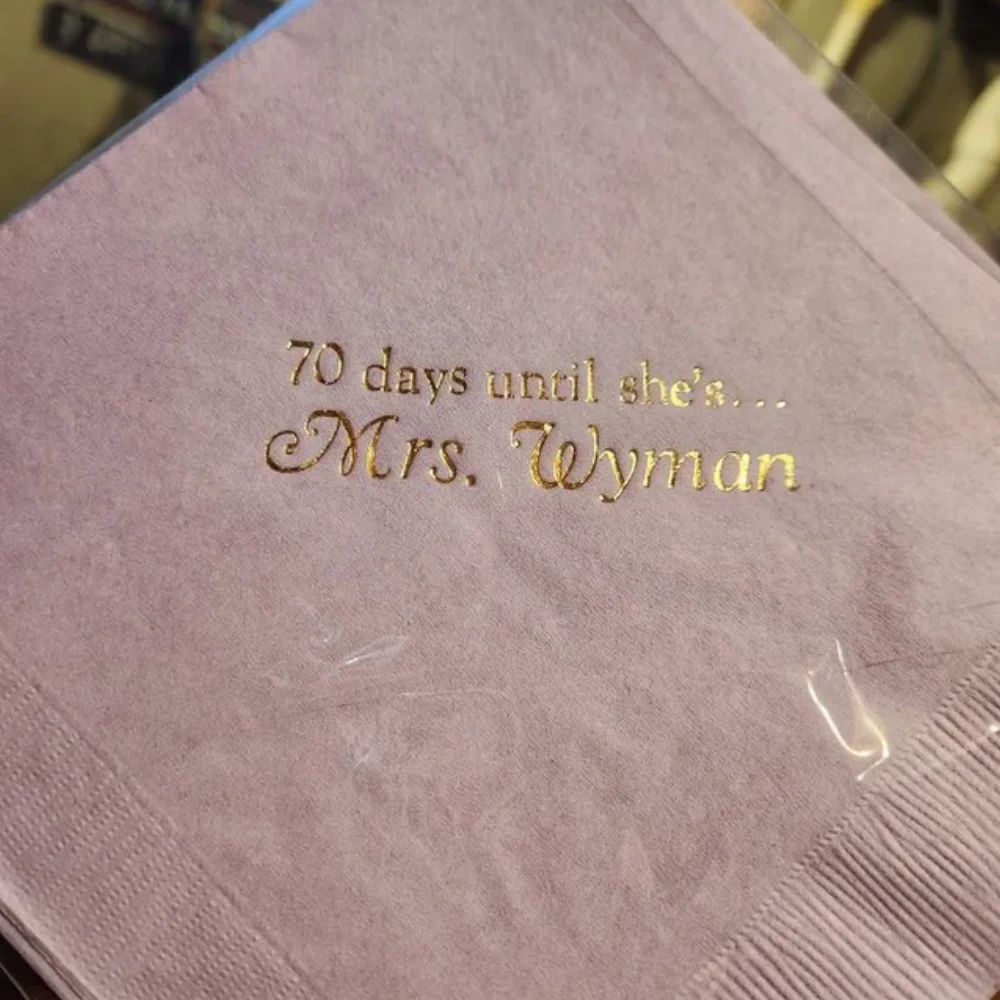 70 days until she's...
Mrs. Wyman